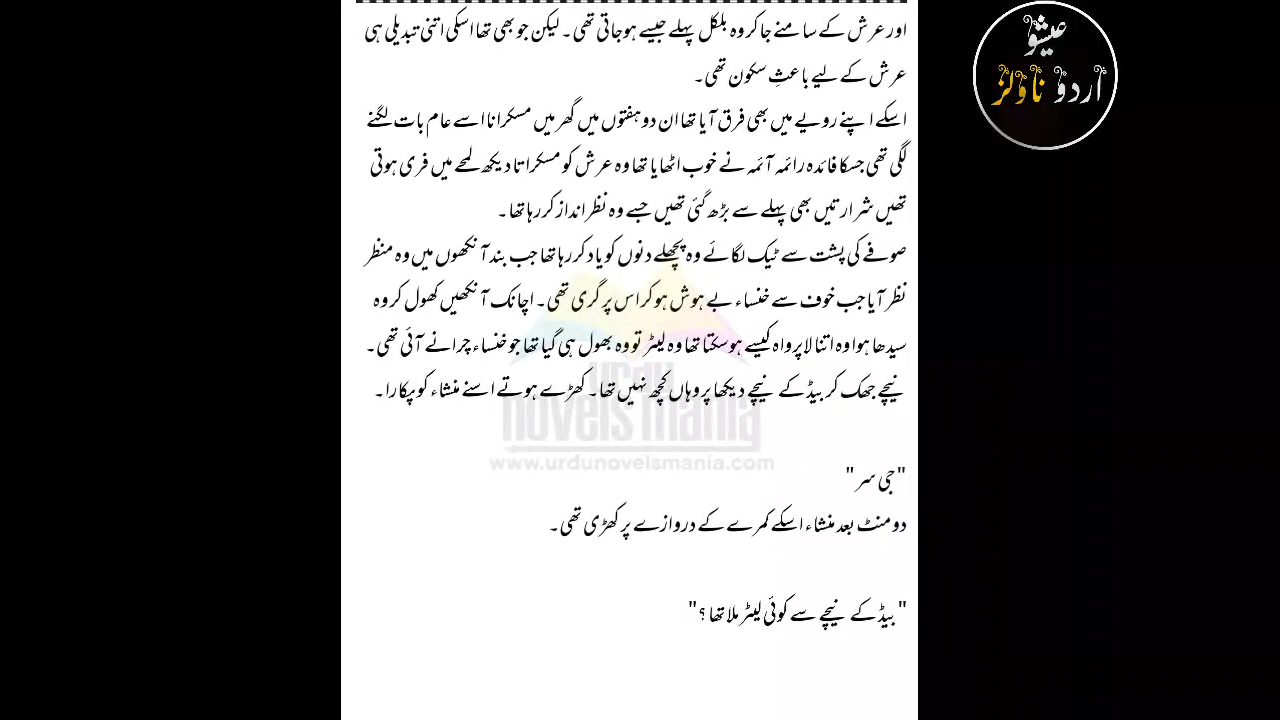 اور عرش کے سامنے جا کر وہ بلکل پہلے جیسے ہوجاتی تھی۔ لیکن جو بھی تھا اسکی اتنی تبدیلی ہی
عرش کے لیے باعثِ سکون تھی۔
اسکے اپنے رویے میں بھی فرق آیا تھا ان دو ہفتوں میں گھر میں مسکرانا اسے عام بات لگنے
لگی تھی جسکا فائدہ رائمہ آئمہ نے خوب اٹھایا تھا وہ عرش کو مسکراتا دیکھ لمحے میں فری ہوتی
تھیں شرارتیں بھی پہلے سے بڑھ گئی تھیں جسے وہ نظر انداز کر رہا تھا۔
صوفے کی پشت سے ٹیک لگائے وہ پچھلے دنوں کو یاد کر رہا تھا جب بند آنکھوں میں وہ منظر
نظر آیا جب خوف سے خنساء بے ہوش ہو کر اس پر گری تھی۔ اچانک آنکھیں کھول کر وہ
سیدھا ہوا وہ اتنا لاپرواہ کیسے ہو سکتا تھا وہ لیٹر تو وہ بھول ہی گیا تھا جو خنساء چرانے آئی تھی۔
نیچے جھک کر بیڈ کے نیچے دیکھا پر وہاں کچھ نہیں تھا۔ کھڑے ہوتے اسنے منشاء کو پکارا۔
"جی سر"
دو منٹ بعد منشاء اسکے کمرے کے دروازے پر کھڑی تھی۔
"بیڈ کے نیچے سے کوئی لیٹر ملا تھا؟"
عیشو
اردو ناولز
urdu
novels mania
www.urdunovelsmania.com